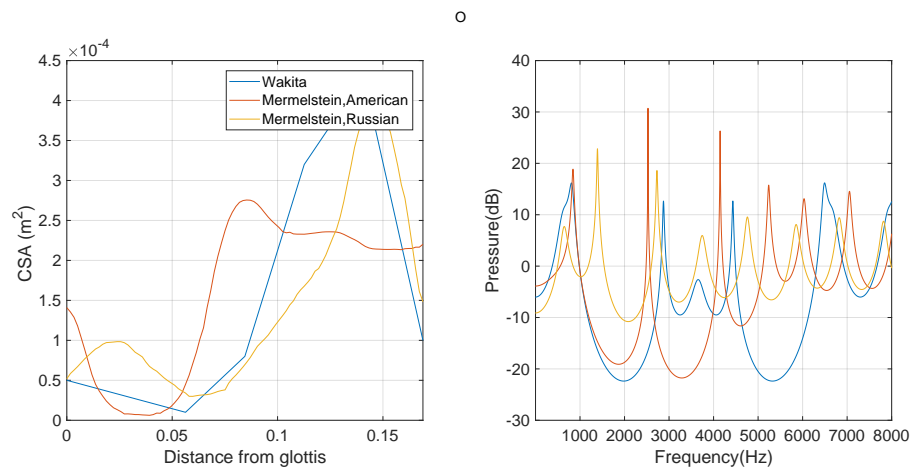 O
×10^-4
4.5
4
3.5
3
2.5
2
1.5
1
0.5
0
CSA (m^2)
0
0.05
0.1
0.15
Distance from glottis
Wakita
Mermelstein,American
Mermelstein,Russian
40
30
20
10
0
-10
-20
-30
Pressure(dB)
1000 2000 3000 4000 5000 6000 7000 8000
Frequency(Hz)